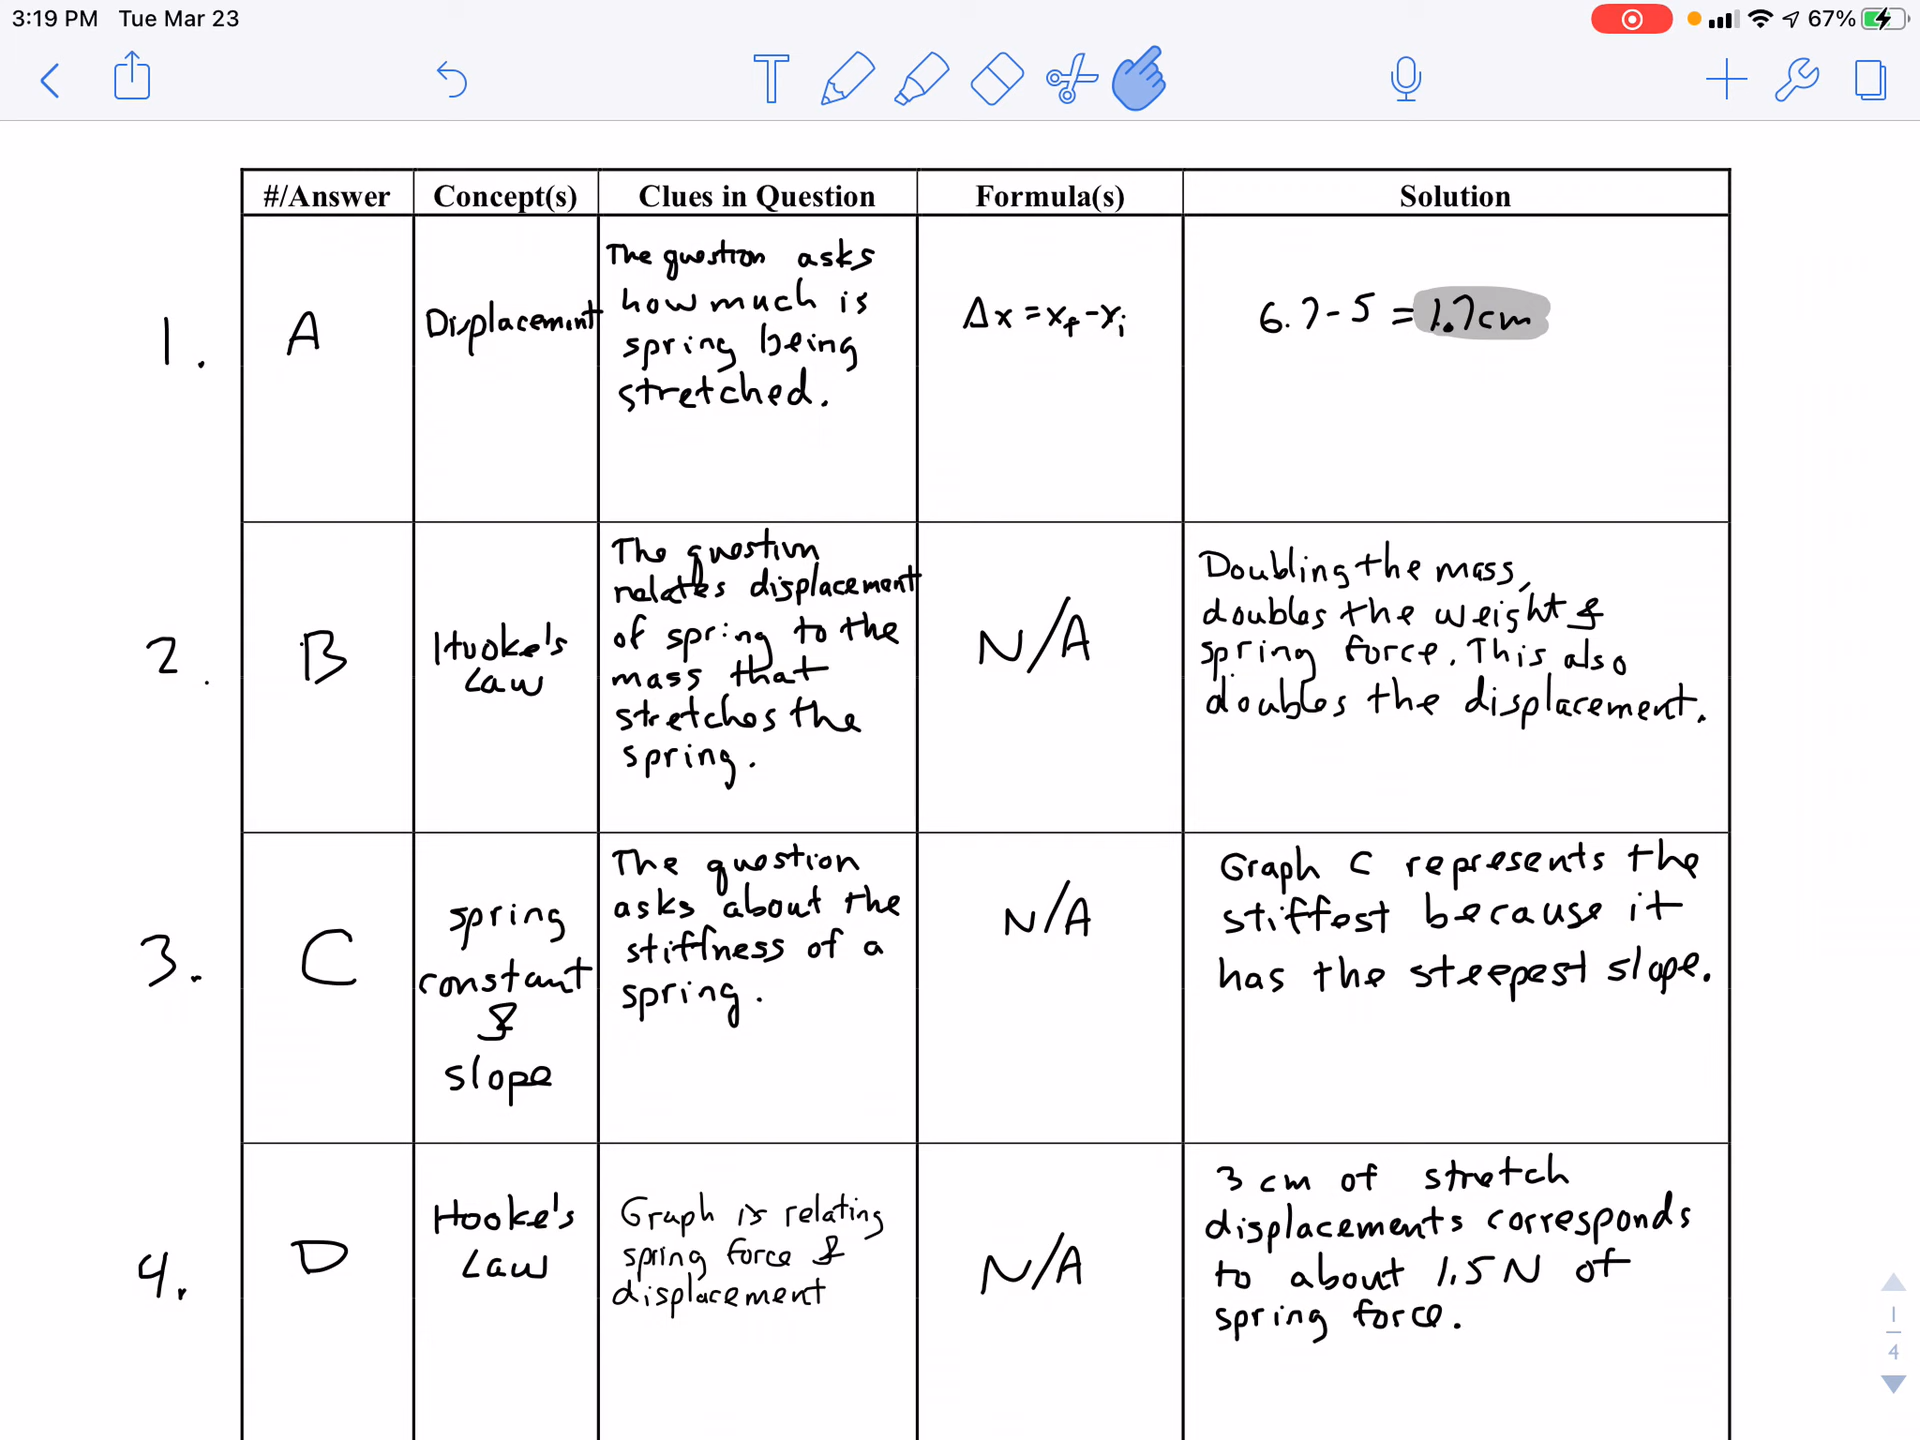 3:19 PM Tue Mar 23
67%
T
#/Answer Concept(s) Clues in Question Formula(s) Solution
1. A Displacement
The question asks
how much is
spring being
stretched.
Δx = xf - xi
6.7 - 5 = 1.7cm
2. B
Hooke's
Law
The question
relates displacement
of spring to the
mass that
stretches the
spring.
N/A
Doubling the mass,
doubles the weight &
spring force. This also
doubles the displacement.
3. C
spring
constant
&
slope
The question
asks about the
stiffness of a
spring.
N/A
Graph C represents the
stiffest because it
has the steepest slope.
4. D
Hooke's
Law
Graph is relating
spring force &
displacement
N/A
3 cm of stretch
displacements corresponds
to about 1.5 N of
spring force.
1
4